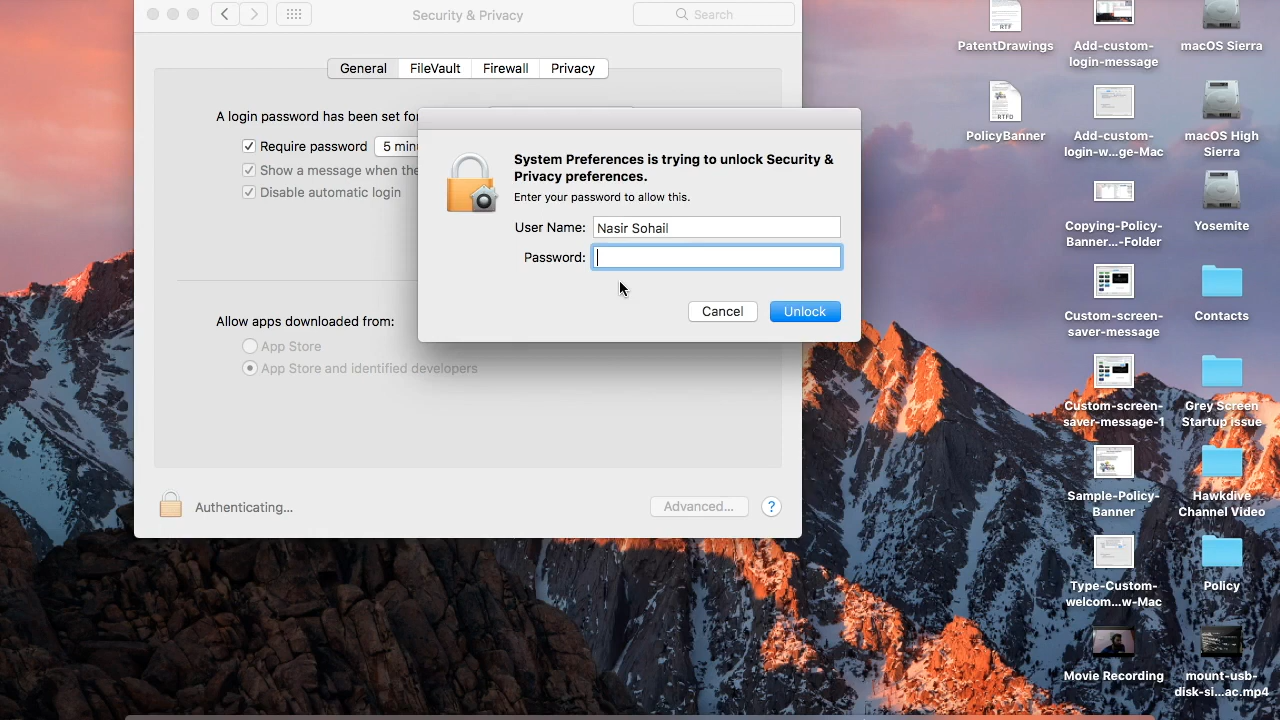 Security & Privacy
Search
General
FileVault
Firewall
Privacy
A login password has been set fo
Require password
5 minu
Show a message when the
Disable automatic login
System Preferences is trying to unlock Security &
Privacy preferences.
Enter your password to allow this.
User Name:
Nasir Sohail
Password:
Cancel
Unlock
Allow apps downloaded from:
App Store
App Store and identified developers
Authenticating...
Advanced...
?
RTF
PatentDrawings
Add-custom-
login-message
macOS Sierra
RTFD
PolicyBanner
Add-custom-
login-w...ge-Mac
macOS High
Sierra
Copying-Policy-
Banner...-Folder
Yosemite
Custom-screen-
saver-message
Contacts
Custom-screen-
saver-message-1
Grey Screen
Startup issue
Sample-Policy-
Banner
Hawkdive
Channel Video
Type-Custom-
welcom...w-Mac
Policy
Movie Recording
mount-usb-
disk-si...ac.mp4